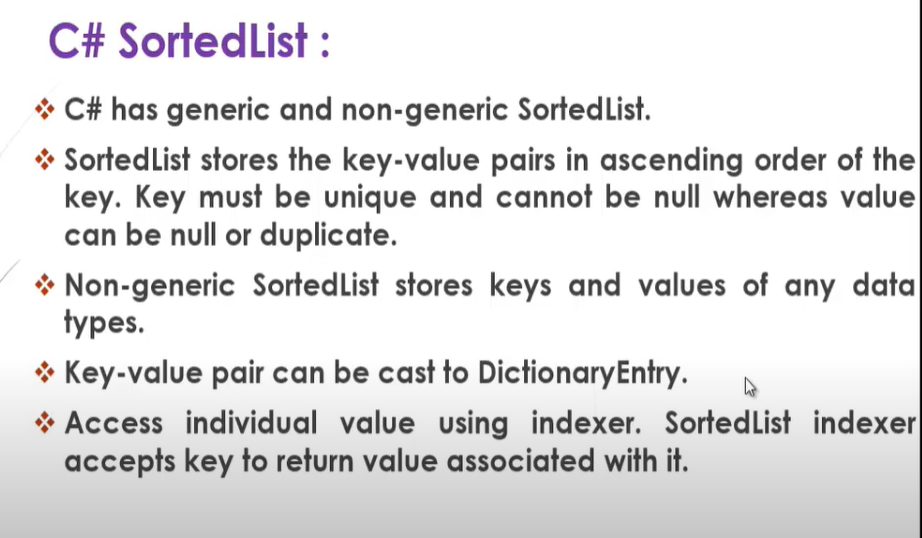 C# SortedList :
C# has generic and non-generic SortedList.
SortedList stores the key-value pairs in ascending order of the
key. Key must be unique and cannot be null whereas value
can be null or duplicate.
Non-generic SortedList stores keys and values of any data
types.
Key-value pair can be cast to DictionaryEntry.
Access individual value using indexer. SortedList indexer
accepts key to return value associated with it.